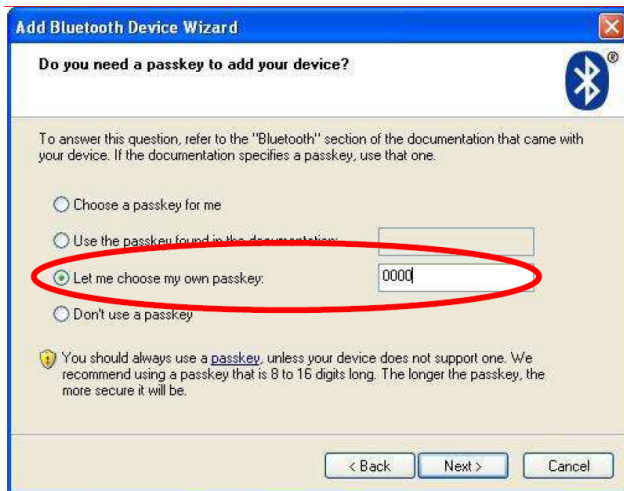 Add Bluetooth Device Wizard
Do you need a passkey to add your device?
®
To answer this question, refer to the "Bluetooth" section of the documentation that came with
your device. If the documentation specifies a passkey, use that one.
Choose a passkey for me
Use the passkey found in the documentation:
Let me choose my own passkey: 0000
Don't use a passkey
You should always use a passkey, unless your device does not support one. We
recommend using a passkey that is 8 to 16 digits long. The longer the passkey, the
more secure it will be.
< Back Next > Cancel